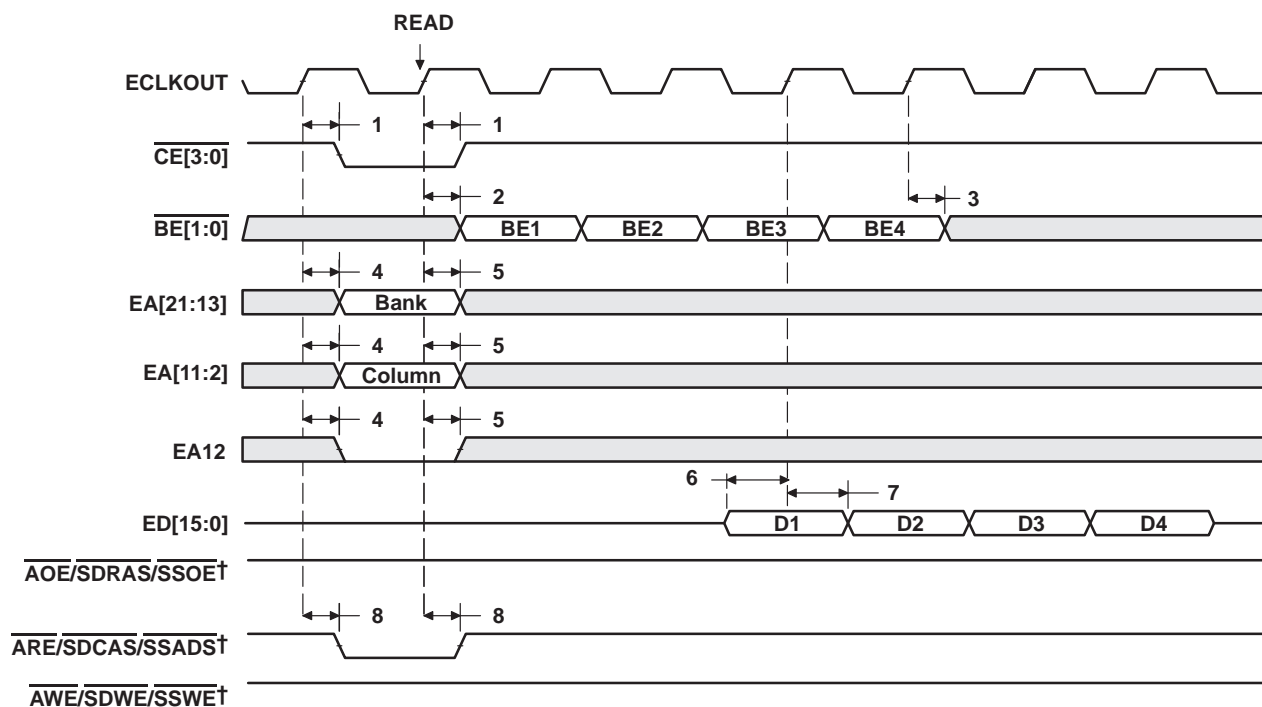 READ
ECLKOUT
1 1
CE[3:0]
2 3
BE[1:0] BE1 BE2 BE3 BE4
4 5
EA[21:13] Bank
4 5
EA[11:2] Column
4 5
EA12
6 7
ED[15:0] D1 D2 D3 D4
AOE/SDRAS/SSOE†
8 8
ARE/SDCAS/SSADS†
AWE/SDWE/SSWE†